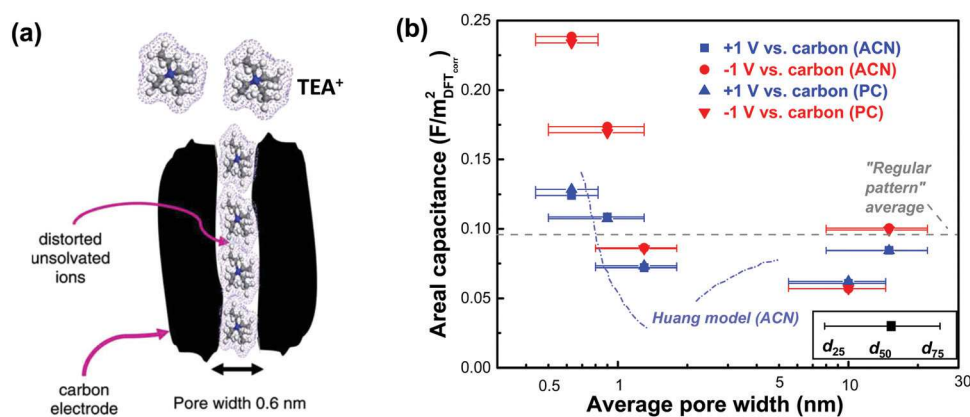 (a)
TEA⁺
distorted
unsolvated
ions
carbon
electrode
Pore width 0.6 nm
(b)
Areal capacitance (F/m²DFTcorr)
0.25
0.20
0.15
0.10
0.05
0.00
+1 V vs. carbon (ACN)
-1 V vs. carbon (ACN)
+1 V vs. carbon (PC)
-1 V vs. carbon (PC)
"Regular
pattern"
average
Huang model (ACN)
d25 d50 d75
0.5 1 5 10 30
Average pore width (nm)